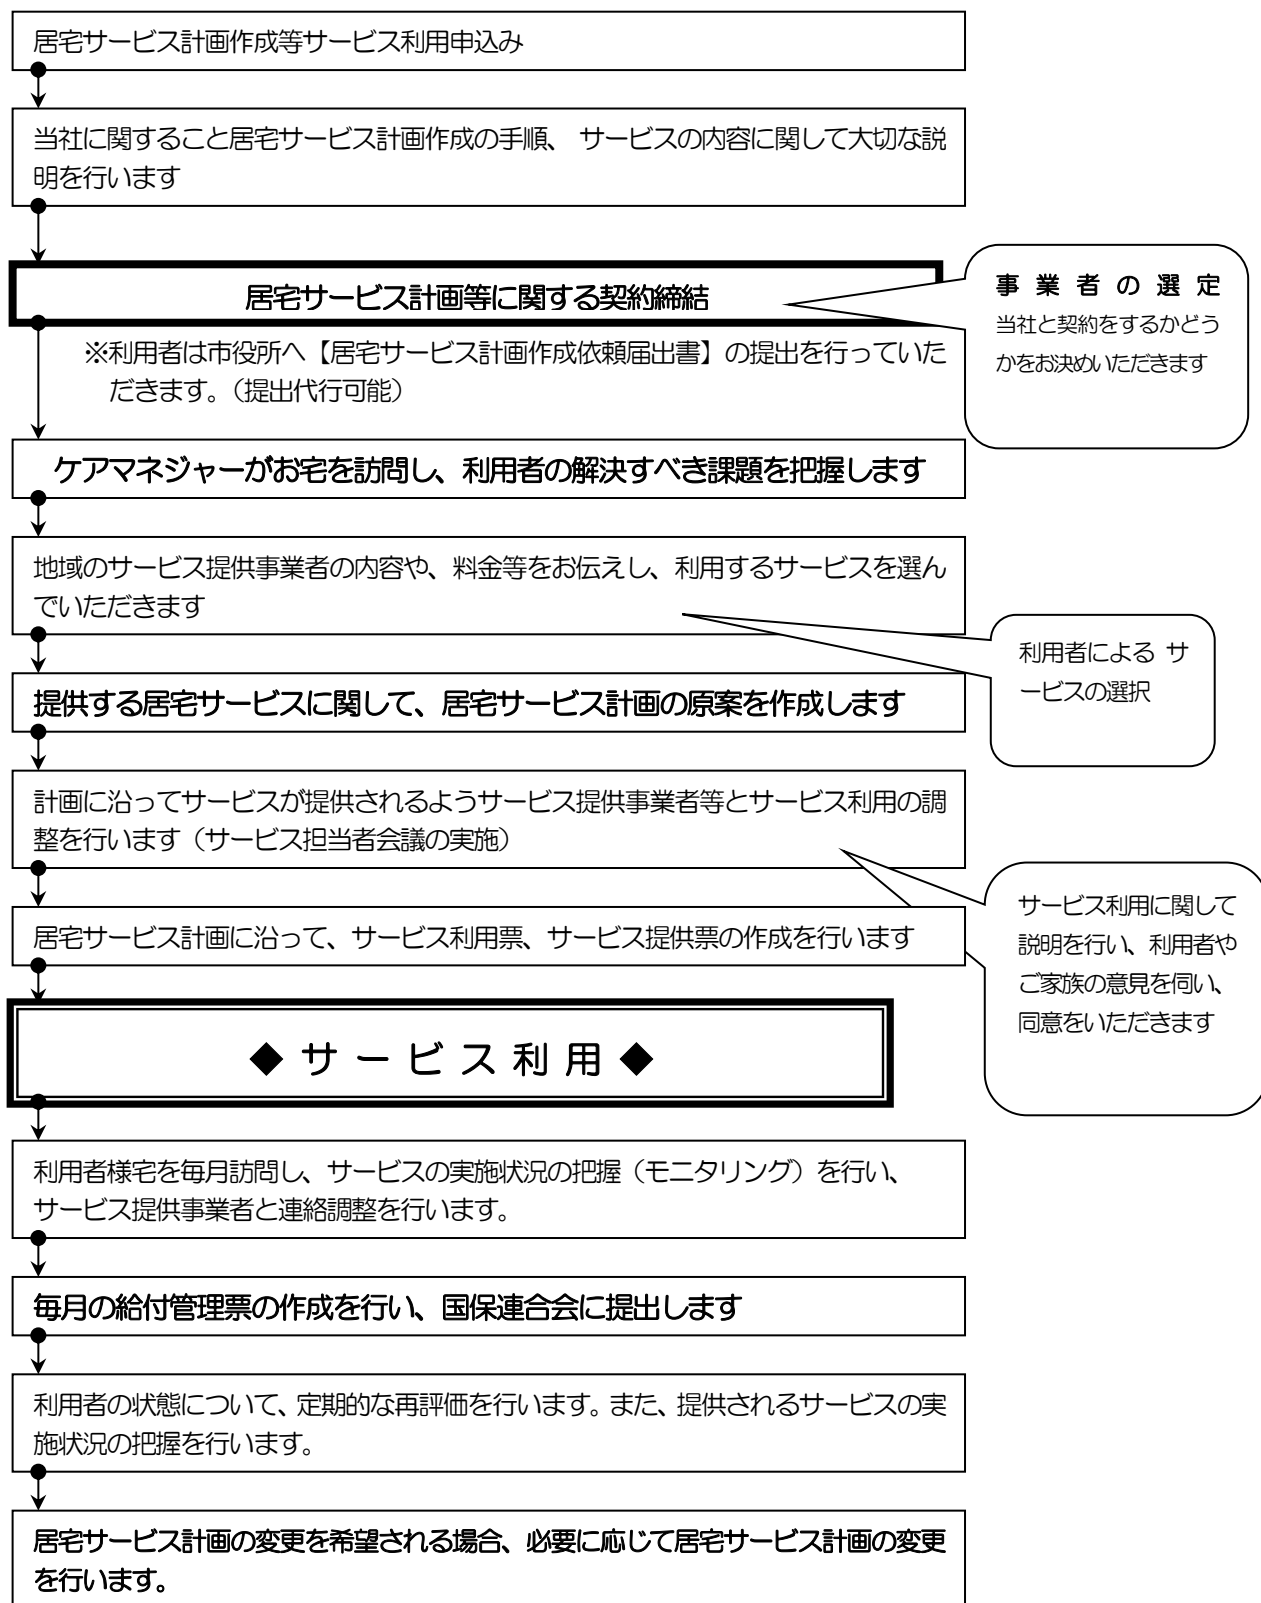 居宅サービス計画作成等サービス利用申込み
当社に関すること居宅サービス計画作成の手順、 サービスの内容に関して大切な説
明を行います
居宅サービス計画等に関する契約締結
事 業 者 の 選 定
当社と契約をするかどう
かをお決めいただきます
※利用者は市役所へ【居宅サービス計画作成依頼届出書】の提出を行っていた
だきます。（提出代行可能）
ケアマネジャーがお宅を訪問し、利用者の解決すべき課題を把握します
地域のサービス提供事業者の内容や、料金等をお伝えし、利用するサービスを選ん
でいただきます
利用者による サ
ービスの選択
提供する居宅サービスに関して、居宅サービス計画の原案を作成します
計画に沿ってサービスが提供されるようサービス提供事業者等とサービス利用の調
整を行います（サービス担当者会議の実施）
サービス利用に関して
説明を行い、利用者や
ご家族の意見を伺い、
同意をいただきます
居宅サービス計画に沿って、サービス利用票、サービス提供票の作成を行います
◆ サ ー ビ ス 利 用 ◆
利用者様宅を毎月訪問し、サービスの実施状況の把握（モニタリング）を行い、
サービス提供事業者と連絡調整を行います。
毎月の給付管理票の作成を行い、国保連合会に提出します
利用者の状態について、定期的な再評価を行います。また、提供されるサービスの実
施状況の把握を行います。
居宅サービス計画の変更を希望される場合、必要に応じて居宅サービス計画の変更
を行います。